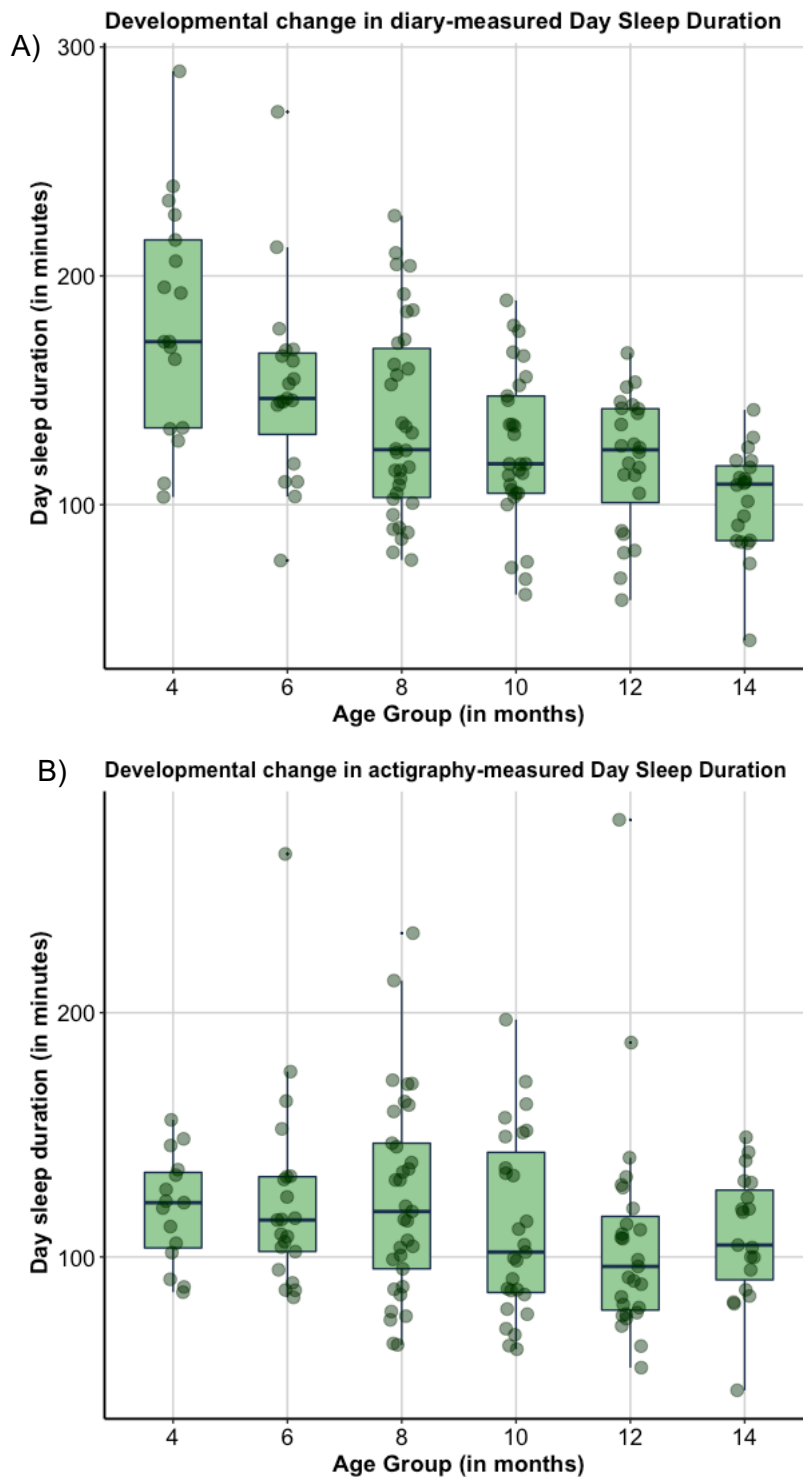 Developmental change in diary-measured Day Sleep Duration
A)
300
200
100
Day sleep duration (in minutes)
4 6 8 10 12 14
Age Group (in months)
B)
Developmental change in actigraphy-measured Day Sleep Duration
200
100
Day sleep duration (in minutes)
4 6 8 10 12 14
Age Group (in months)